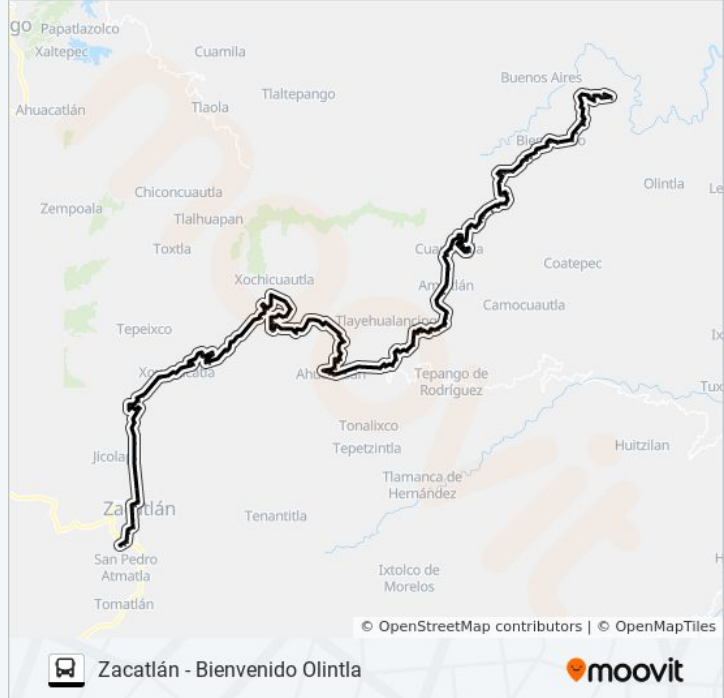 go
Papatlazolco
Xaltepec
Cuamila
Buenos Aires
Tlaltepango
Ahuacatlán
Tlaola
Chiconcuautla
Olintla
Zempoala
Tlalhuapan
Toxtla
Coatepec
Xochicuautla
Camocuautla
Tepeixco
Tlayehualancingo
Tepango de
Rodríguez
Tonalixco
Tepetzintla
Huitzilan
Tlamanca de
Hernández
Tenantitla
San Pedro
Atmatla
Ixtolco de
Morelos
Tomatlán
moovit
© OpenStreetMap contributors | © OpenMapTiles
Zacatlán - Bienvenido Olintla
moovit